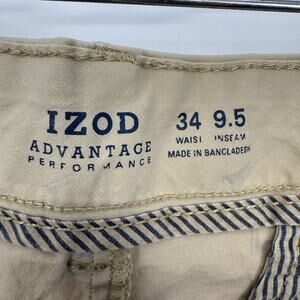 IZOD
ADVANTAGE
PERFORMANCE
34 9.5
WAIST INSEAM
MADE IN BANGLADESH